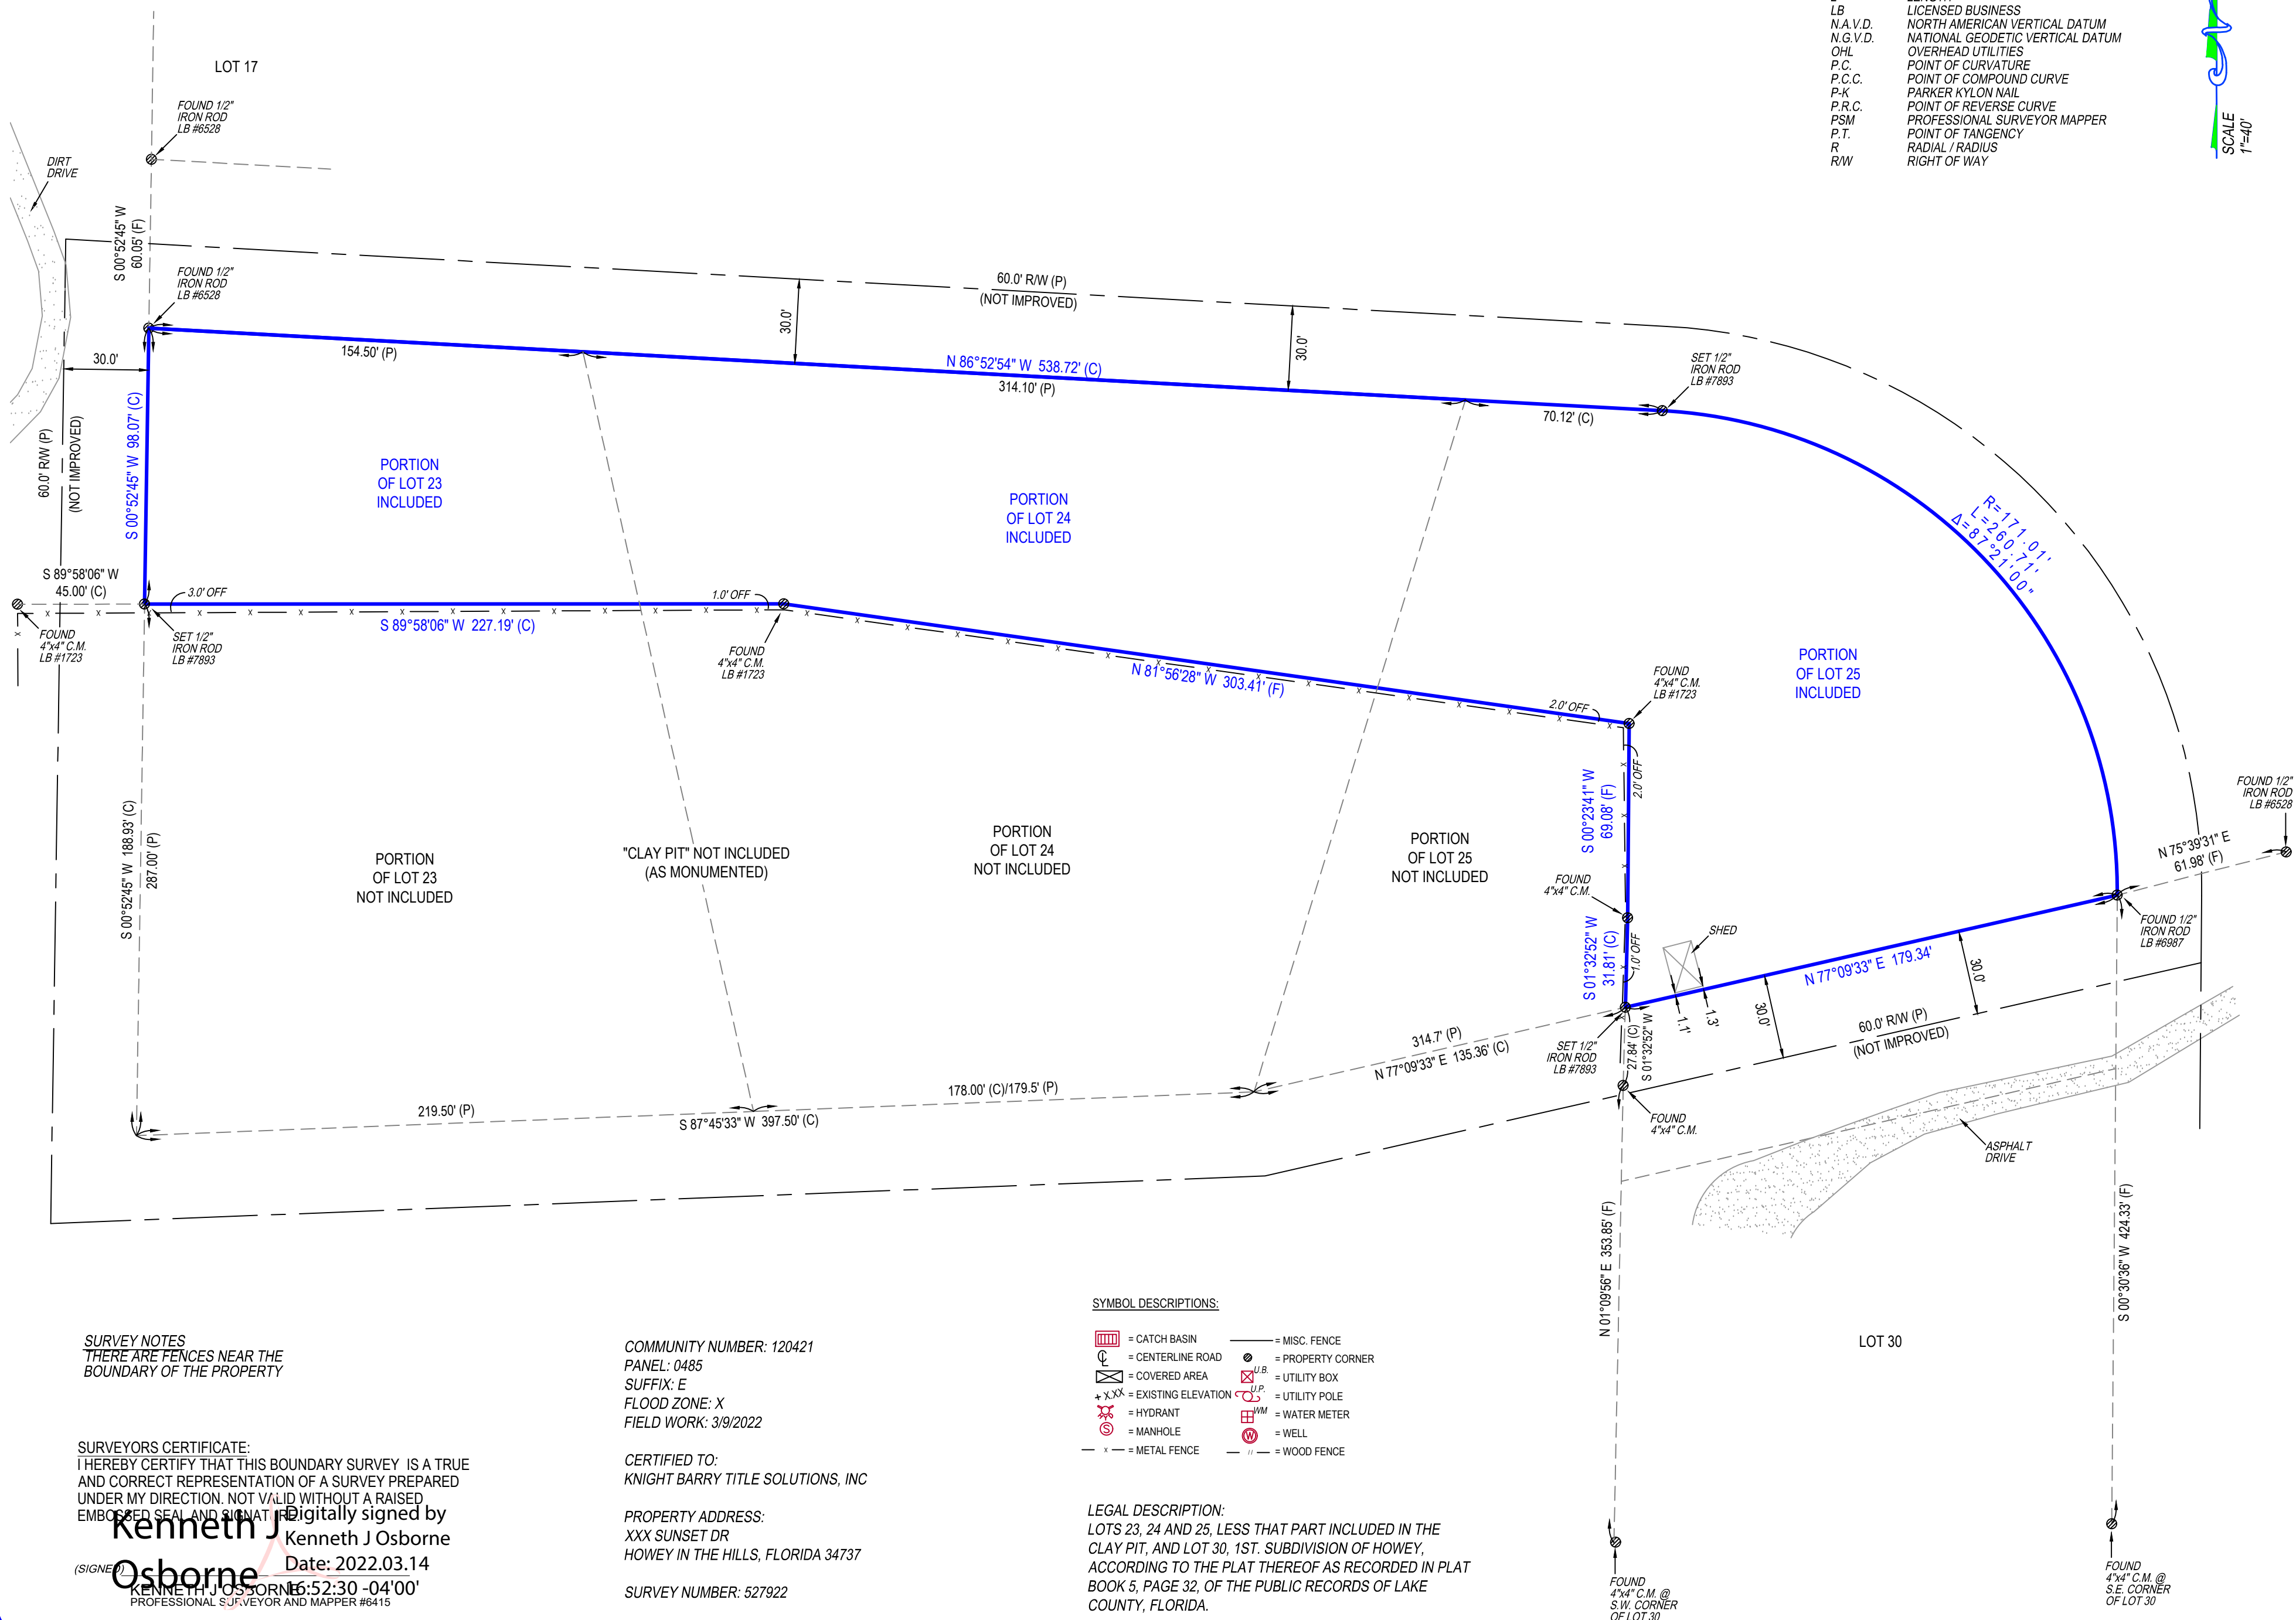 LB LICENSED BUSINESS
N.A.V.D. NORTH AMERICAN VERTICAL DATUM
N.G.V.D. NATIONAL GEODETIC VERTICAL DATUM
OHL OVERHEAD UTILITIES
P.C. POINT OF CURVATURE
P.C.C. POINT OF COMPOUND CURVE
P-K PARKER KYLON NAIL
P.R.C. POINT OF REVERSE CURVE
PSM PROFESSIONAL SURVEYOR MAPPER
P.T. POINT OF TANGENCY
R RADIAL / RADIUS
R/W RIGHT OF WAY
SCALE
1"=40'
LOT 17
FOUND 1/2"
IRON ROD
LB #6528
DIRT
DRIVE
S 00°52'45" W
60.05' (F)
FOUND 1/2"
IRON ROD
LB #6528
60.0' R/W (P)
(NOT IMPROVED)
30.0'
30.0'
30.0'
154.50' (P)
N 86°52'54" W 538.72' (C)
314.10' (P)
70.12' (C)
SET 1/2"
IRON ROD
LB #7893
60.0' R/W (P)
(NOT IMPROVED)
S 00°52'45" W 98.07' (C)
PORTION
OF LOT 23
INCLUDED
PORTION
OF LOT 24
INCLUDED
R=171.01'
L=260.71'
Δ=87°21'00"
S 89°58'06" W
45.00' (C)
3.0' OFF
1.0' OFF
S 89°58'06" W 227.19' (C)
FOUND
4"x4" C.M.
LB #1723
SET 1/2"
IRON ROD
LB #7893
FOUND
4"x4" C.M.
LB #1723
N 81°56'28" W 303.41' (F)
2.0' OFF
FOUND
4"x4" C.M.
LB #1723
PORTION
OF LOT 25
INCLUDED
S 00°23'41" W
69.08' (F)
2.0' OFF
FOUND 1/2"
IRON ROD
LB #6528
N 75°39'31" E
61.98' (F)
S 00°52'45" W 188.93' (C)
287.00' (P)
PORTION
OF LOT 23
NOT INCLUDED
"CLAY PIT" NOT INCLUDED
(AS MONUMENTED)
PORTION
OF LOT 24
NOT INCLUDED
PORTION
OF LOT 25
NOT INCLUDED
FOUND
4"x4" C.M.
S 01°32'52" W
31.81' (C)
1.0' OFF
SHED
FOUND 1/2"
IRON ROD
LB #6987
N 77°09'33" E 179.34'
30.0'
30.0'
1.1'
1.3'
60.0' R/W (P)
(NOT IMPROVED)
314.7' (P)
N 77°09'33" E 135.36' (C)
SET 1/2"
IRON ROD
LB #7893
27.84' (C)
S 01°32'52" W
FOUND
4"x4" C.M.
219.50' (P)
178.00' (C)/179.5' (P)
S 87°45'33" W 397.50' (C)
ASPHALT
DRIVE
N 01°09'56" E 353.85' (F)
S 00°30'36" W 424.33' (F)
LOT 30
FOUND
4"x4" C.M. @
S.W. CORNER
OF LOT 30
FOUND
4"x4" C.M. @
S.E. CORNER
OF LOT 30
SURVEY NOTES
THERE ARE FENCES NEAR THE
BOUNDARY OF THE PROPERTY
SURVEYORS CERTIFICATE:
I HEREBY CERTIFY THAT THIS BOUNDARY SURVEY IS A TRUE
AND CORRECT REPRESENTATION OF A SURVEY PREPARED
UNDER MY DIRECTION. NOT VALID WITHOUT A RAISED
EMBOSSED SEAL AND SIGNATURE.
Kenneth J
Osborne
Digitally signed by
Kenneth J Osborne
Date: 2022.03.14
16:52:30 -04'00'
(SIGNED)
KENNETH J OSBORNE
PROFESSIONAL SURVEYOR AND MAPPER #6415
COMMUNITY NUMBER: 120421
PANEL: 0485
SUFFIX: E
FLOOD ZONE: X
FIELD WORK: 3/9/2022
CERTIFIED TO:
KNIGHT BARRY TITLE SOLUTIONS, INC
PROPERTY ADDRESS:
XXX SUNSET DR
HOWEY IN THE HILLS, FLORIDA 34737
SURVEY NUMBER: 527922
SYMBOL DESCRIPTIONS:
= CATCH BASIN
= CENTERLINE ROAD
= COVERED AREA
+X.XX = EXISTING ELEVATION
= HYDRANT
S = MANHOLE
x = METAL FENCE
= MISC. FENCE
= PROPERTY CORNER
U.B. = UTILITY BOX
U.P. = UTILITY POLE
WM = WATER METER
W = WELL
// = WOOD FENCE
LEGAL DESCRIPTION:
LOTS 23, 24 AND 25, LESS THAT PART INCLUDED IN THE
CLAY PIT, AND LOT 30, 1ST. SUBDIVISION OF HOWEY,
ACCORDING TO THE PLAT THEREOF AS RECORDED IN PLAT
BOOK 5, PAGE 32, OF THE PUBLIC RECORDS OF LAKE
COUNTY, FLORIDA.